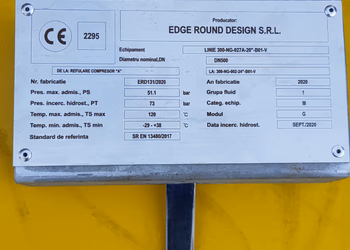 Producator:
EDGE ROUND DESIGN S.R.L.
CE 2295
Echipament LINIE 300-NG-027A-20"-B01-V
Diametru nominal,DN DN500
DE LA: REFULARE COMPRESOR "A" LA: 300-NG-002-24"-B01-V
Nr. fabricatie ERD131/2020 An fabricatie 2020
Pres. max. admis., PS 51.1 bar Grupa fluid 1
Pres. incerc. hidrost., PT 73 bar Categ. echip. III
Temp. max. admis., TS max 120 °C Modul G
Temp. min. admis., TS min -29 - +38 °C Data incerc. hidrost. SEPT./2020
Standard de referinta SR EN 13480/2017